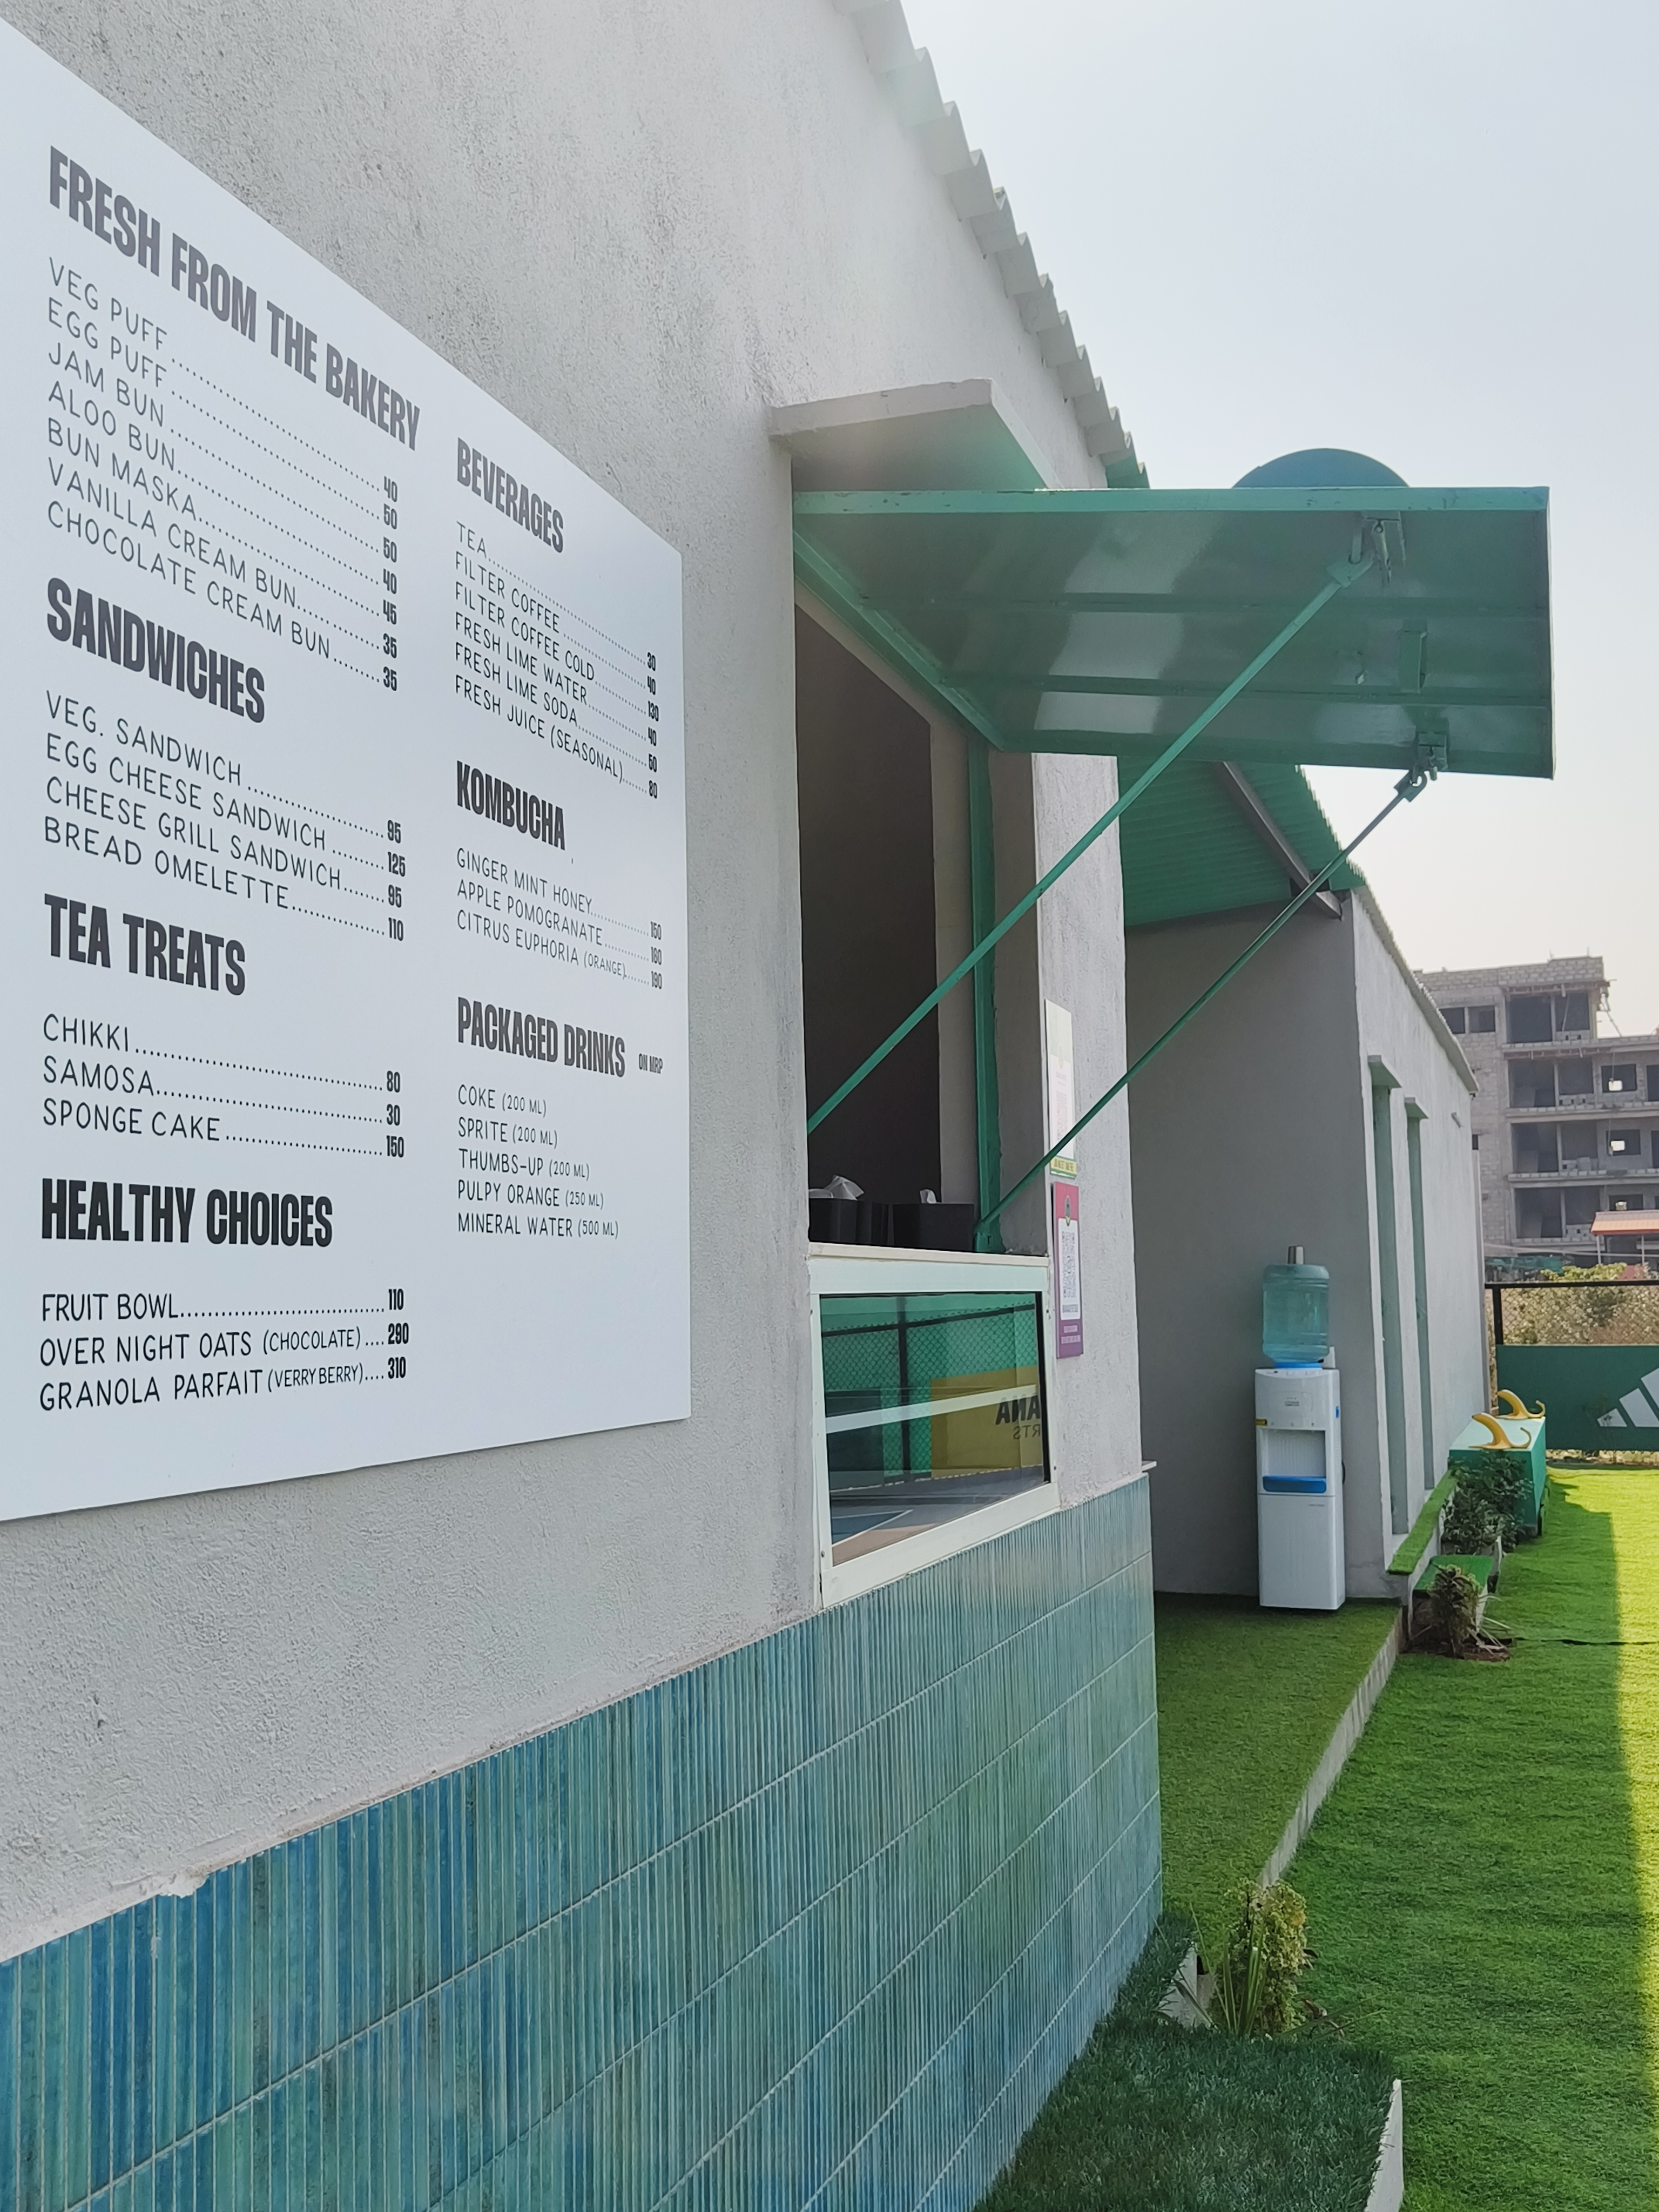 FRESH FROM THE BAKERY
VEG PUFF.................40
EGG PUFF.................50
JAM BUN.................50
ALOO BUN.................40
BUN MASKA.................45
VANILLA CREAM BUN.................35
CHOCOLATE CREAM BUN.......35
SANDWICHES
VEG. SANDWICH.................95
EGG CHEESE SANDWICH.........125
CHEESE GRILL SANDWICH.......95
BREAD OMELETTE.............110
TEA TREATS
CHIKKI.................80
SAMOSA.................30
SPONGE CAKE.................150
HEALTHY CHOICES
FRUIT BOWL.................110
OVER NIGHT OATS (CHOCOLATE)....290
GRANOLA PARFAIT (VERRY BERRY)....310
BEVERAGES
TEA.................30
FILTER COFFEE.................40
FILTER COFFEE COLD.............130
FRESH LIME WATER.............40
FRESH LIME SODA.............50
FRESH JUICE (SEASONAL)......80
KOMBUCHA
GINGER MINT HONEY.............150
APPLE POMOGRANATE...........160
CITRUS EUPHORIA (ORANGE)......190
PACKAGED DRINKS ON MRP
COKE (200 ML)
SPRITE (200 ML)
THUMBS-UP (200 ML)
PULPY ORANGE (250 ML)
MINERAL WATER (500 ML)